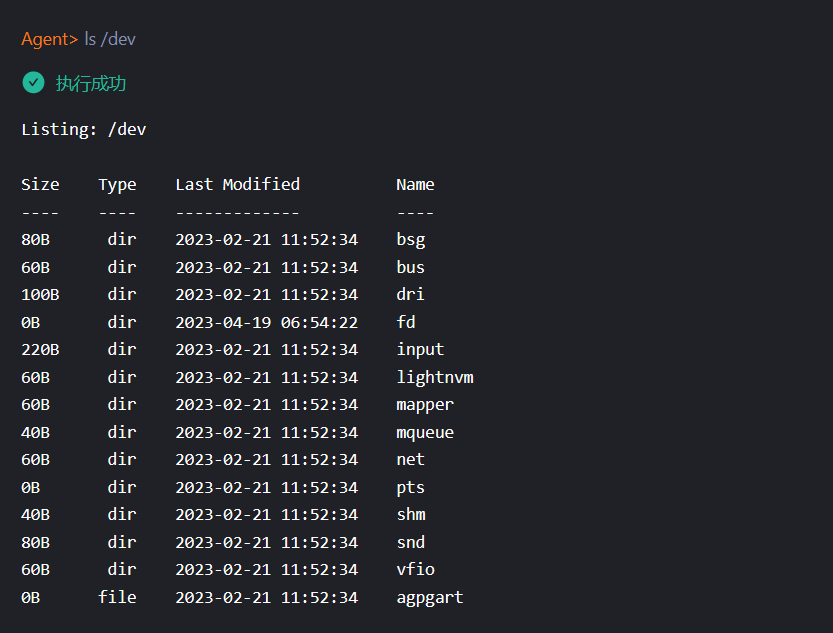 Agent> ls /dev
执行成功
Listing: /dev
Size    Type    Last Modified          Name
----    ----    -------------          ----
80B      dir    2023-02-21 11:52:34    bsg
60B      dir    2023-02-21 11:52:34    bus
100B     dir    2023-02-21 11:52:34    dri
0B       dir    2023-04-19 06:54:22    fd
220B     dir    2023-02-21 11:52:34    input
60B      dir    2023-02-21 11:52:34    lightnvm
60B      dir    2023-02-21 11:52:34    mapper
40B      dir    2023-02-21 11:52:34    mqueue
60B      dir    2023-02-21 11:52:34    net
0B       dir    2023-02-21 11:52:34    pts
40B      dir    2023-02-21 11:52:34    shm
80B      dir    2023-02-21 11:52:34    snd
60B      dir    2023-02-21 11:52:34    vfio
0B      file    2023-02-21 11:52:34    agpgart